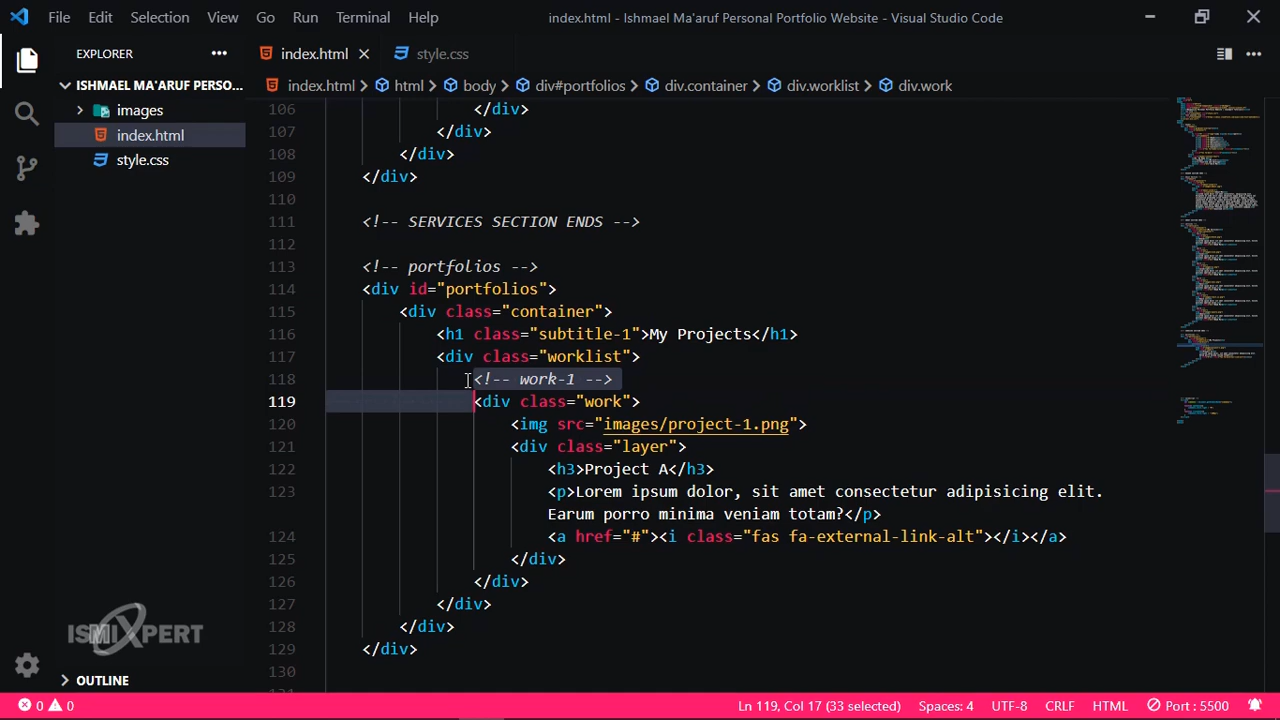 File Edit Selection View Go Run Terminal Help index.html - Ishmael Ma'aruf Personal Portfolio Website - Visual Studio Code
EXPLORER
index.html
style.css
ISHMAEL MA'ARUF PERSO...
index.html
html
body
div#portfolios
div.container
div.worklist
div.work
images
index.html
style.css
106 </div>
107 </div>
108 </div>
109 </div>
110
111 <!-- SERVICES SECTION ENDS -->
112
113 <!-- portfolios -->
114 <div id="portfolios">
115 <div class="container">
116 <h1 class="subtitle-1">My Projects</h1>
117 <div class="worklist">
118 <!-- work-1 -->
119 <div class="work">
120 <img src="images/project-1.png">
121 <div class="layer">
122 <h3>Project A</h3>
123 <p>Lorem ipsum dolor, sit amet consectetur adipisicing elit.
Earum porro minima veniam totam?</p>
124 <a href="#"><i class="fas fa-external-link-alt"></i></a>
125 </div>
126 </div>
127 </div>
128 </div>
129 </div>
130
ISMIXPERT
OUTLINE
0 0 Ln 119, Col 17 (33 selected) Spaces: 4 UTF-8 CRLF HTML Port : 5500